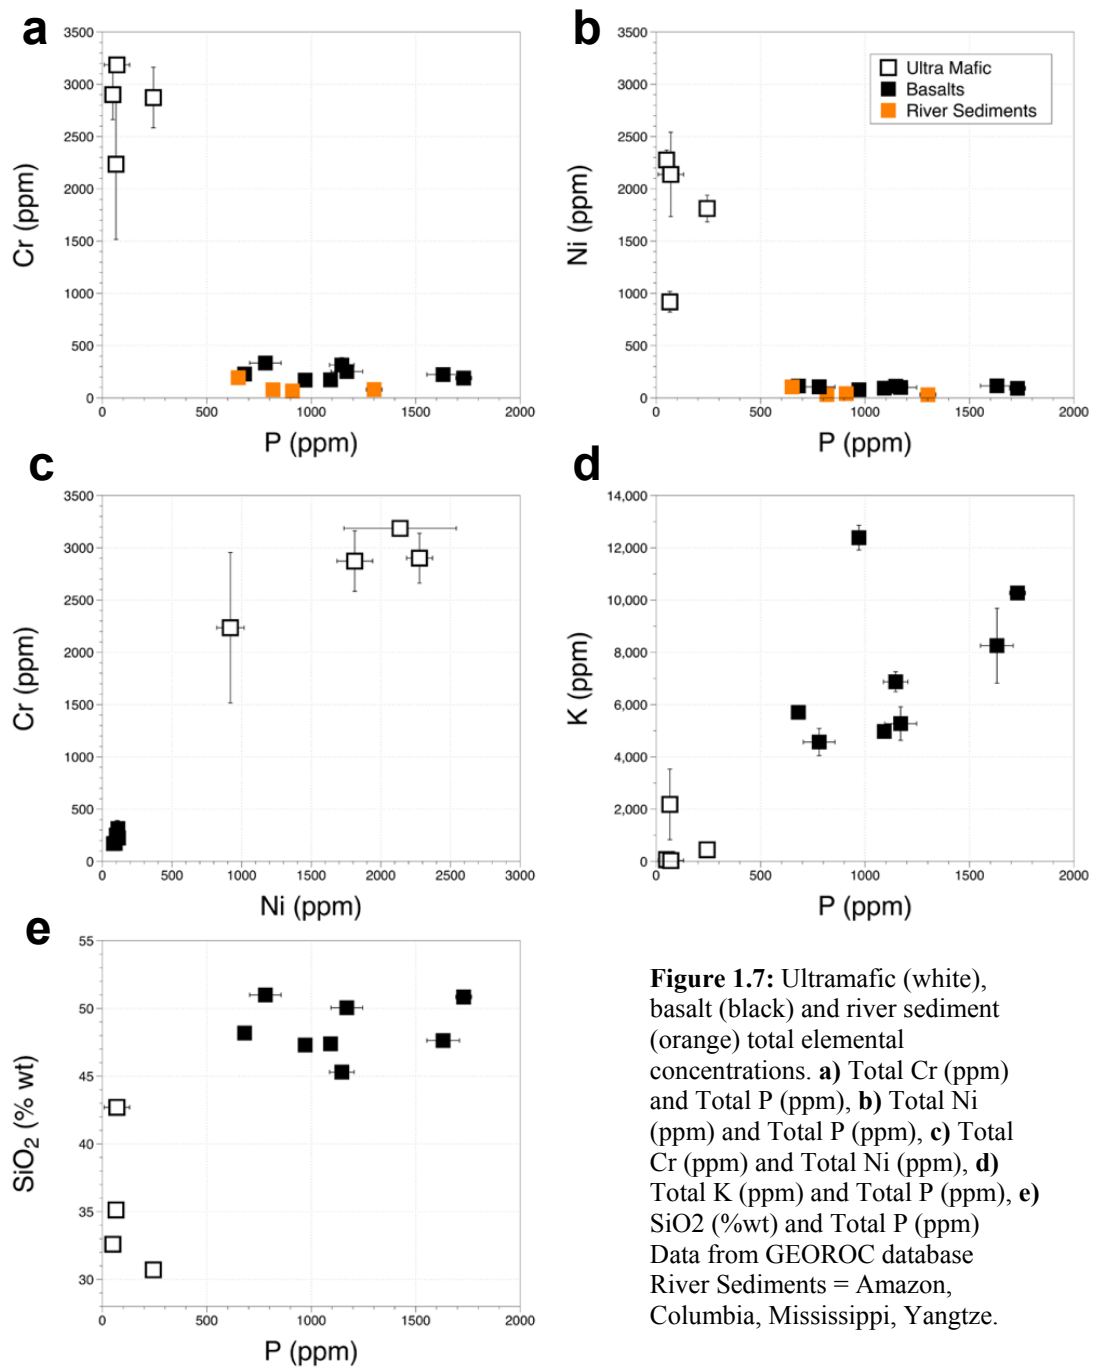 a
3500
3000
2500
2000
1500
1000
500
0
Cr (ppm)
0 500 1000 1500 2000
P (ppm)
b
3500
3000
2500
2000
1500
1000
500
0
Ni (ppm)
Ultra Mafic
Basalts
River Sediments
0 500 1000 1500 2000
P (ppm)
c
3500
3000
2500
2000
1500
1000
500
0
Cr (ppm)
0 500 1000 1500 2000 2500 3000
Ni (ppm)
d
14,000
12,000
10,000
8,000
6,000
4,000
2,000
0
K (ppm)
0 500 1000 1500 2000
P (ppm)
e
55
50
45
40
35
30
SiO2 (% wt)
0 500 1000 1500 2000
P (ppm)
Figure 1.7: Ultramafic (white),
basalt (black) and river sediment
(orange) total elemental
concentrations. a) Total Cr (ppm)
and Total P (ppm), b) Total Ni
(ppm) and Total P (ppm), c) Total
Cr (ppm) and Total Ni (ppm), d)
Total K (ppm) and Total P (ppm), e)
SiO2 (%wt) and Total P (ppm)
Data from GEOROC database
River Sediments = Amazon,
Columbia, Mississippi, Yangtze.